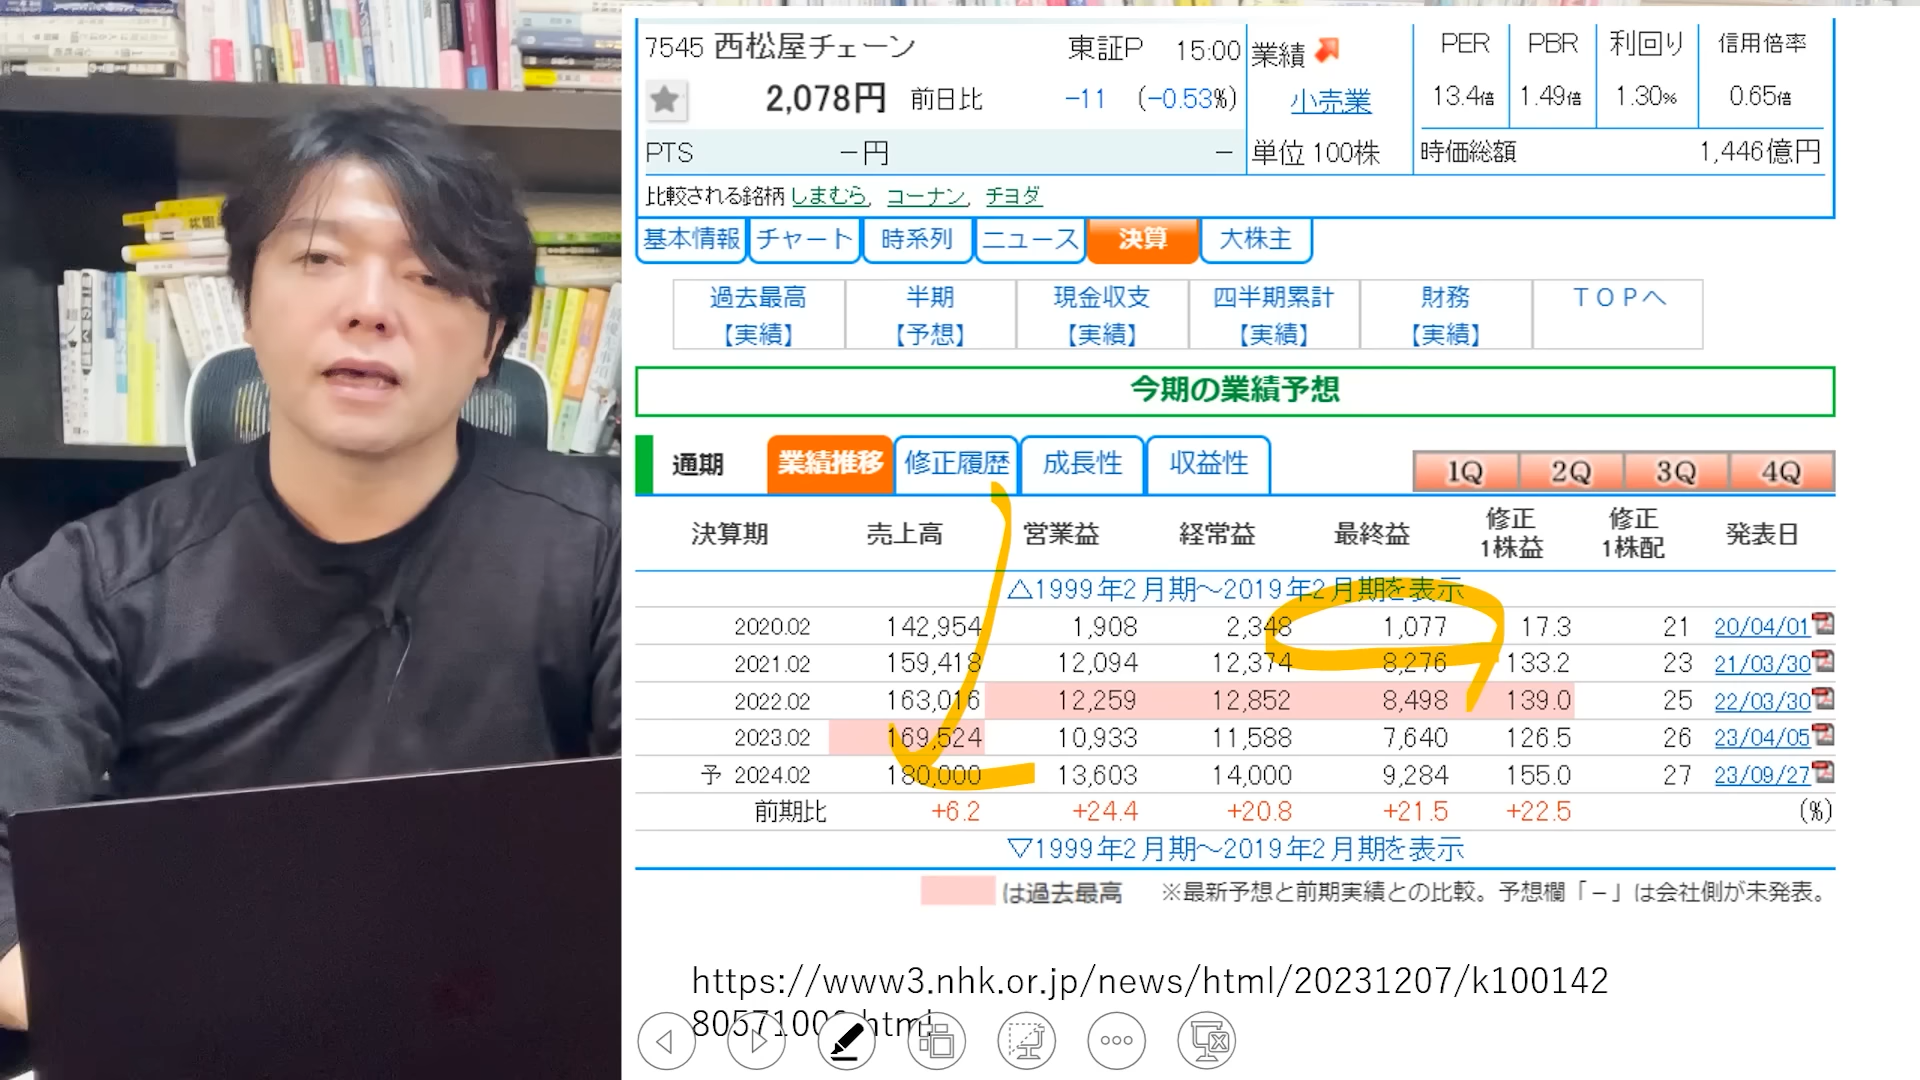 7545 西松屋チェーン 東証P 15:00 業績 PER PBR 利回り 信用倍率
2,078円 前日比 -11 (-0.53%) 小売業 13.4倍 1.49倍 1.30% 0.65倍
PTS －円 － 単位 100株 時価総額 1,446億円
比較される銘柄 しまむら, コーナン, チヨダ
基本情報 チャート 時系列 ニュース 決算 大株主
過去最高 半期 現金収支 四半期累計 財務 ＴＯＰへ
【実績】 【予想】 【実績】 【実績】 【実績】
今期の業績予想
通期 業績推移 修正履歴 成長性 収益性 1Q 2Q 3Q 4Q
決算期 売上高 営業益 経常益 最終益 修正1株益 修正1株配 発表日
△1999年2月期～2019年2月期を表示
2020.02 142,954 1,908 2,348 1,077 17.3 21 20/04/01
2021.02 159,418 12,094 12,374 8,276 133.2 23 21/03/30
2022.02 163,016 12,259 12,852 8,498 139.0 25 22/03/30
2023.02 169,524 10,933 11,588 7,640 126.5 26 23/04/05
予 2024.02 180,000 13,603 14,000 9,284 155.0 27 23/09/27
前期比 +6.2 +24.4 +20.8 +21.5 +22.5 (%)
▽1999年2月期～2019年2月期を表示
は過去最高 ※最新予想と前期実績との比較。予想欄「－」は会社側が未発表。
https://www3.nhk.or.jp/news/html/20231207/k100142